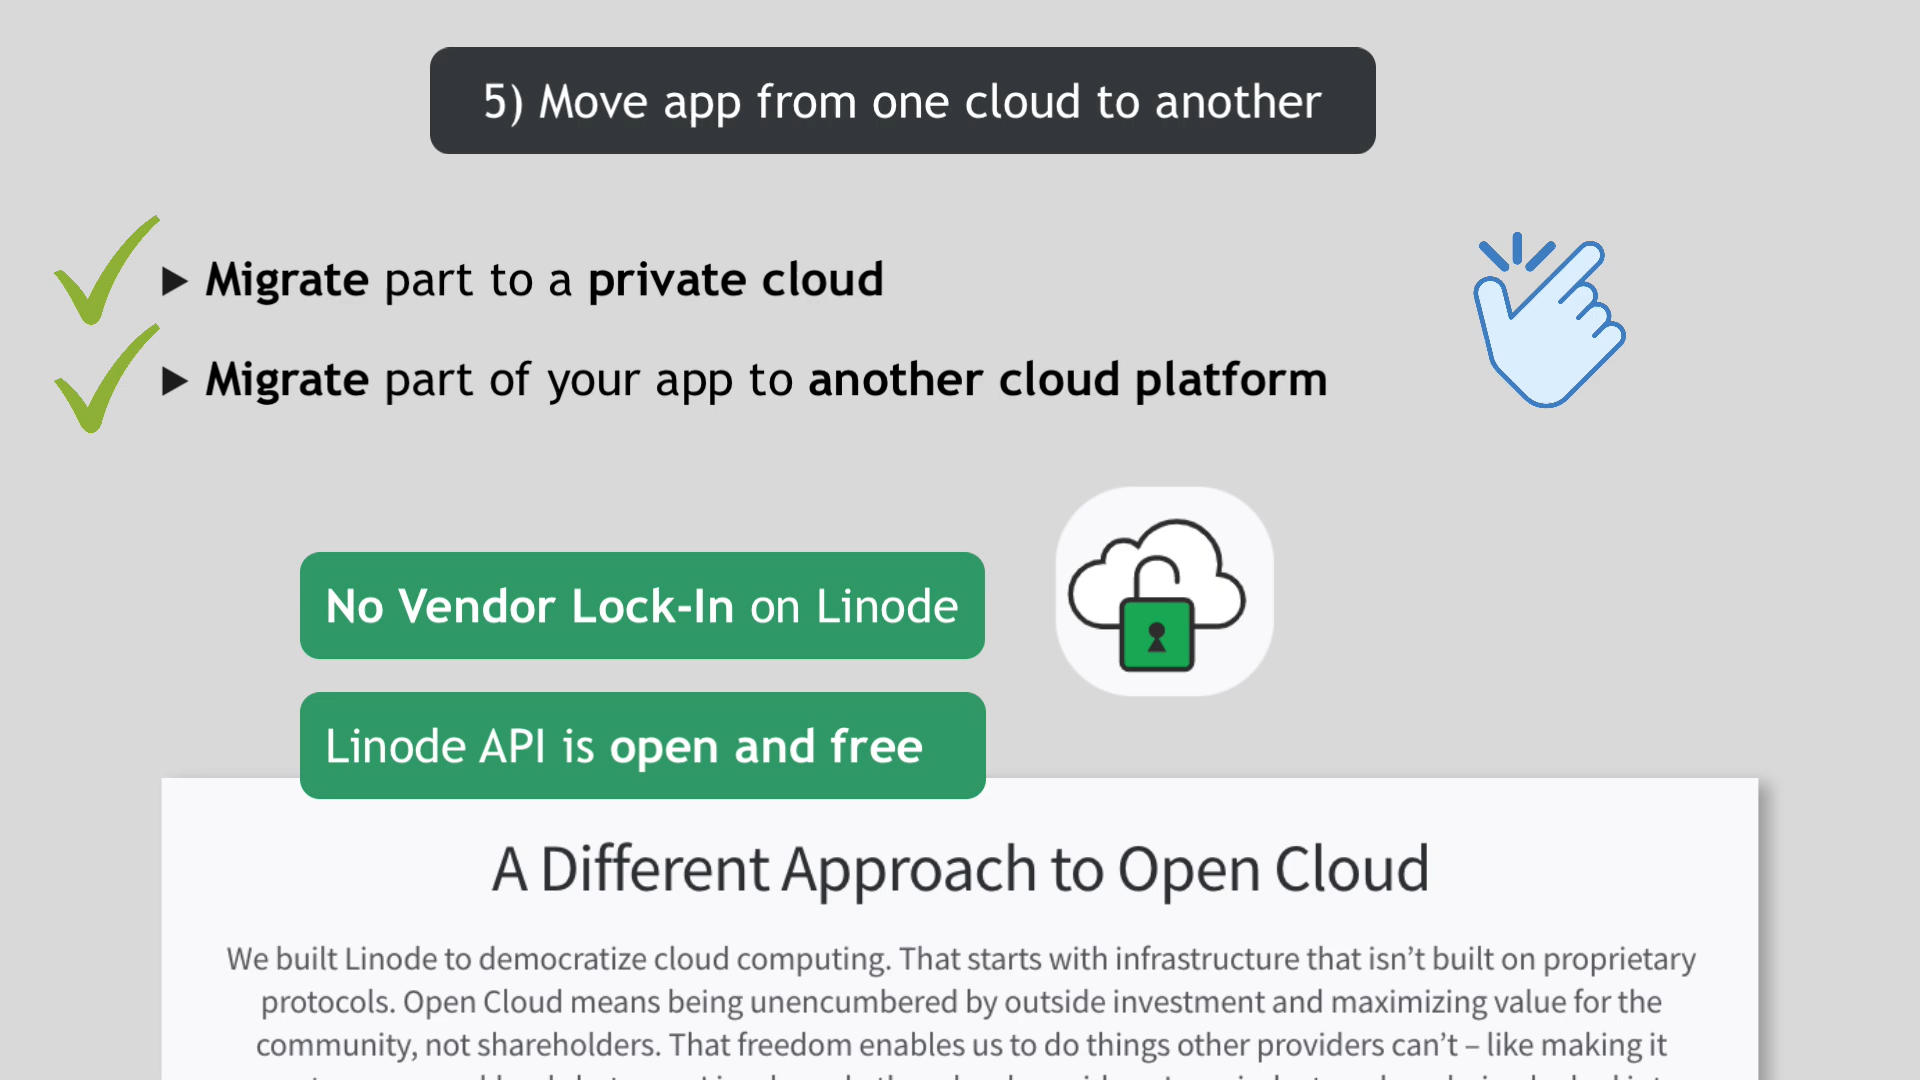 5) Move app from one cloud to another
Migrate part to a private cloud
Migrate part of your app to another cloud platform
No Vendor Lock-In on Linode
Linode API is open and free
A Different Approach to Open Cloud
We built Linode to democratize cloud computing. That starts with infrastructure that isn’t built on proprietary
protocols. Open Cloud means being unencumbered by outside investment and maximizing value for the
community, not shareholders. That freedom enables us to do things other providers can’t – like making it